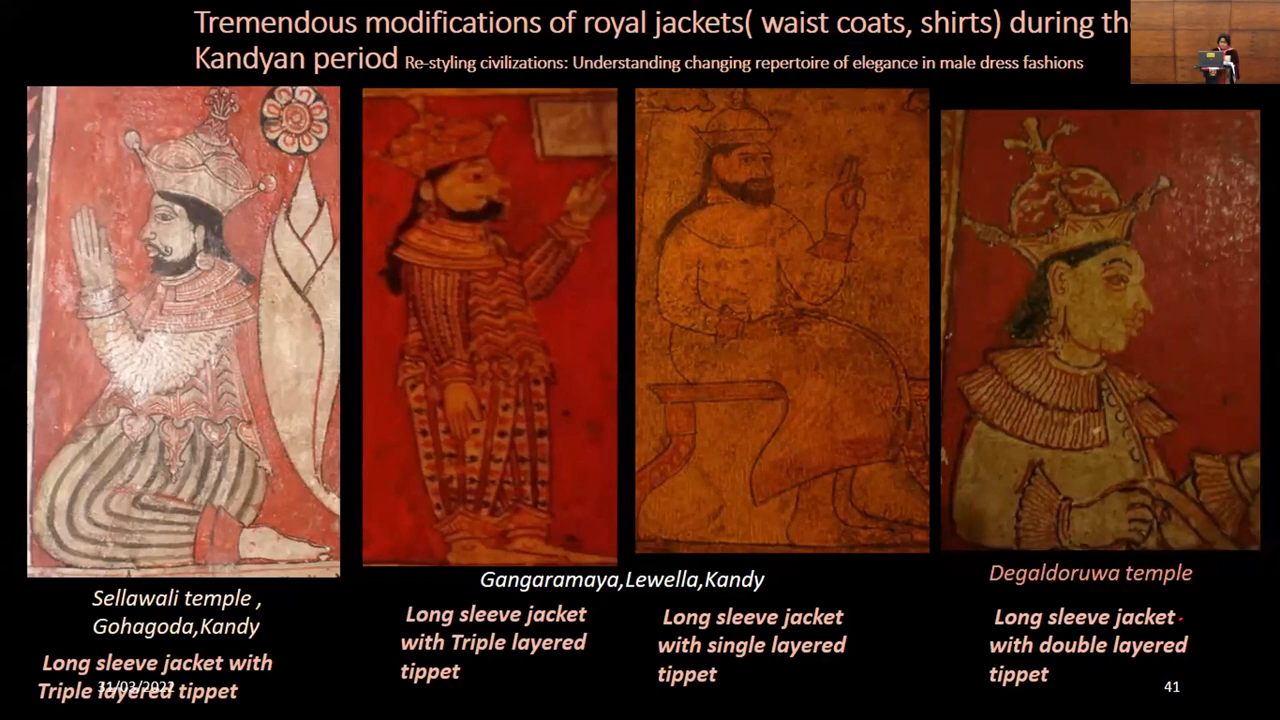 Tremendous modifications of royal jackets( waist coats, shirts) during th
Kandyan period Re-styling civilizations: Understanding changing repertoire of elegance in male dress fashions
Sellawali temple ,
Gohagoda,Kandy
Long sleeve jacket with
Triple layered tippet
31/03/2022
Gangaramaya,Lewella,Kandy
Long sleeve jacket
with Triple layered
tippet
Long sleeve jacket
with single layered
tippet
Degaldoruwa temple
Long sleeve jacket
with double layered
tippet
41